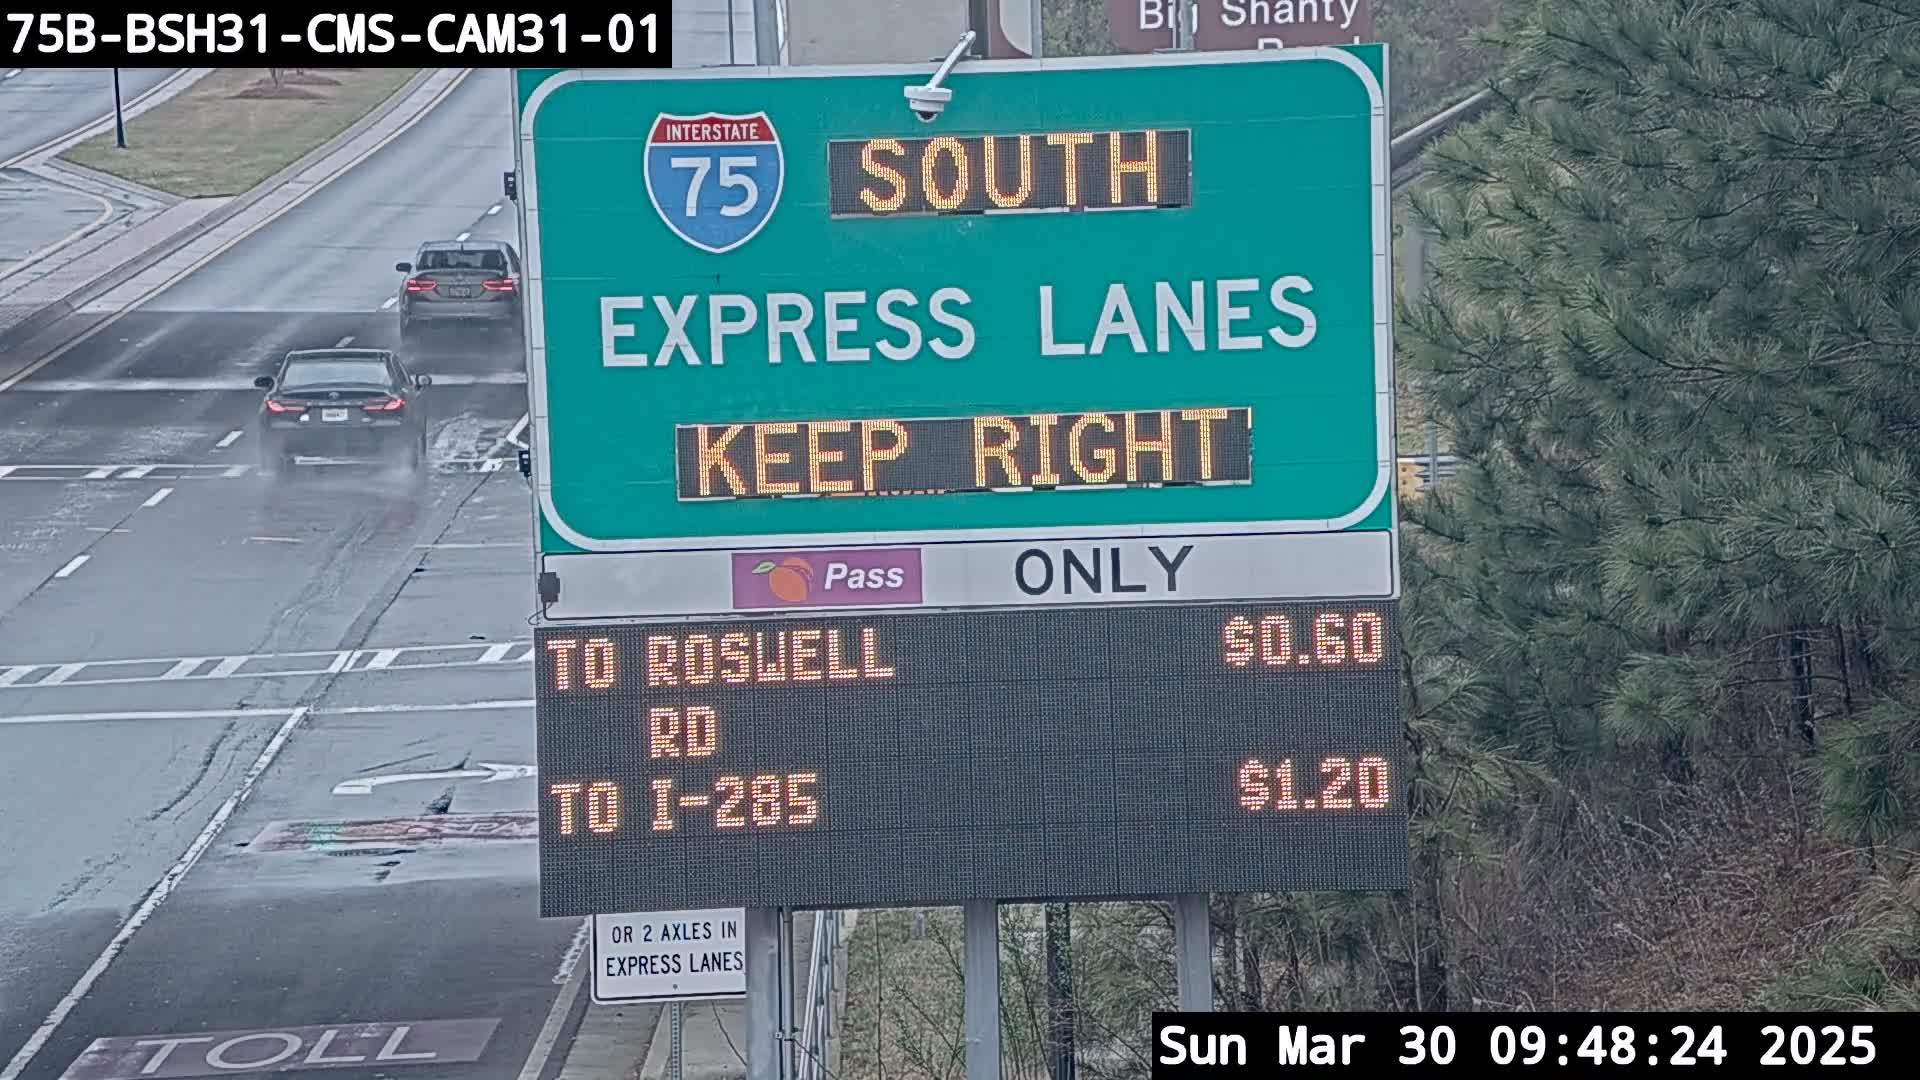 75B-BSH31-CMS-CAM31-01
Big Shanty
INTERSTATE
75
SOUTH
EXPRESS LANES
KEEP RIGHT
Pass ONLY
TO ROSWELL $0.60
RD
TO I-285 $1.20
OR 2 AXLES IN
EXPRESS LANES
TOLL
Sun Mar 30 09:48:24 2025